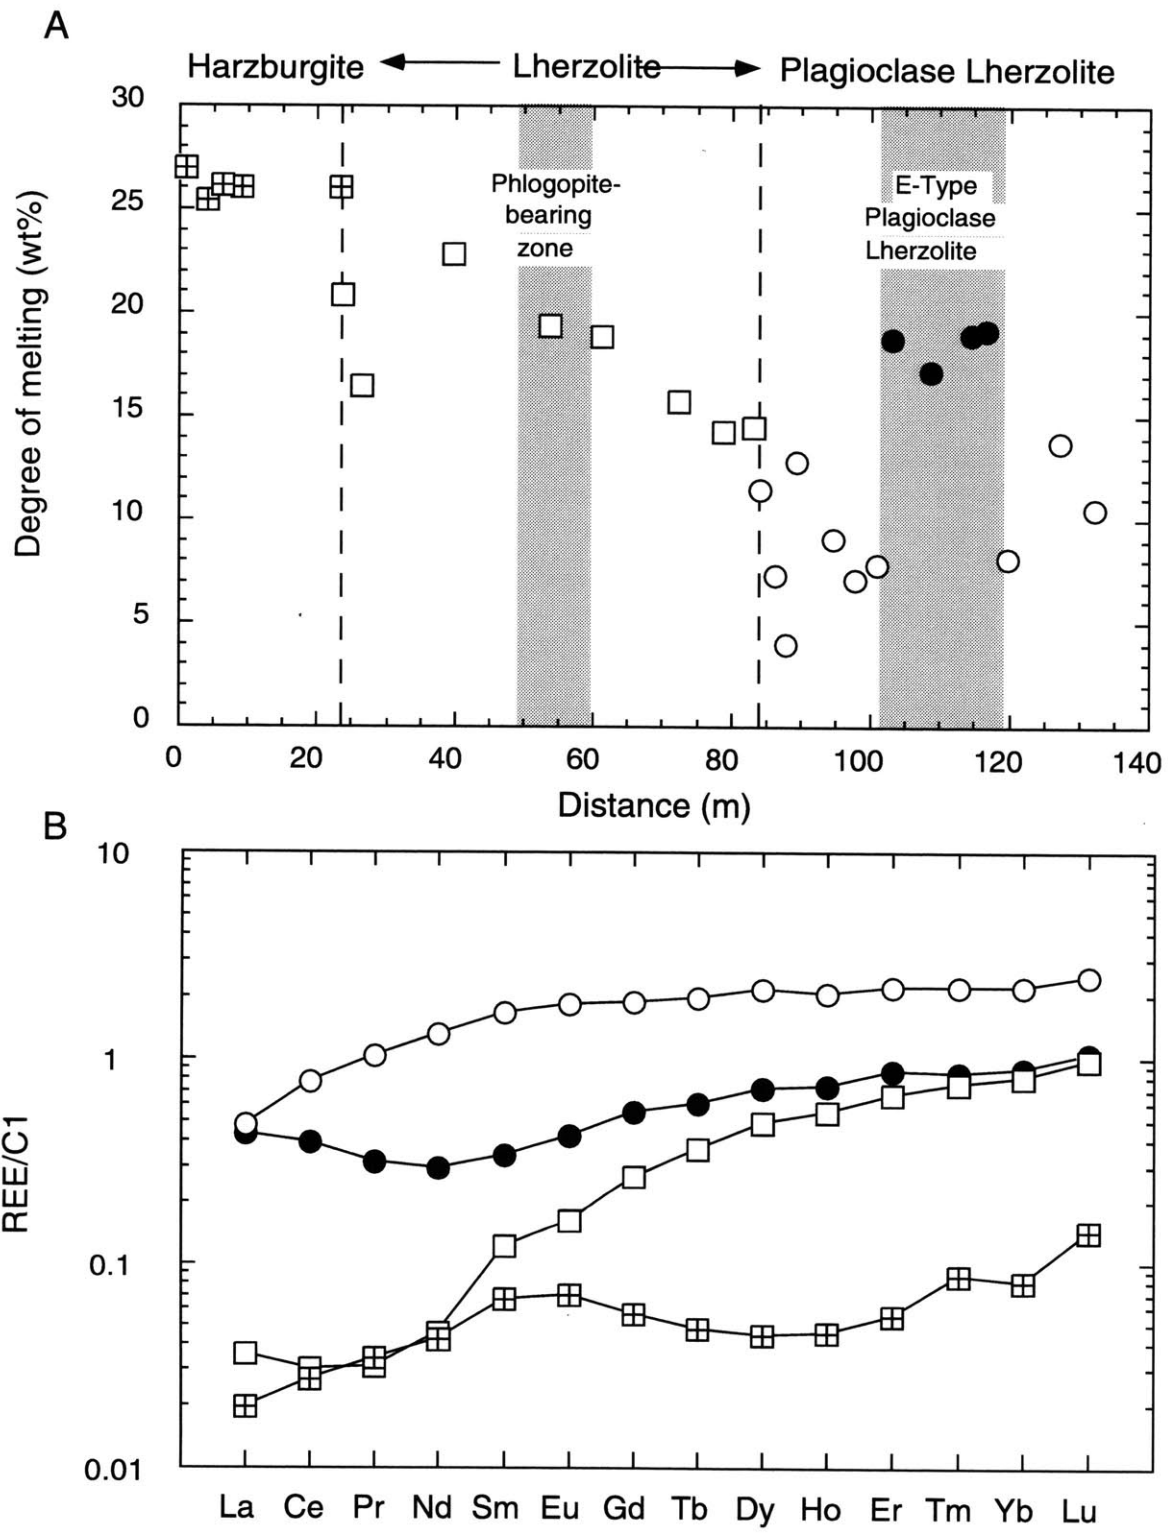 A
Harzburgite Lherzolite Plagioclase Lherzolite
30
25
20
15
10
5
0
Degree of melting (wt%)
Phlogopite-
bearing
zone
E-Type
Plagioclase
Lherzolite
0 20 40 60 80 100 120 140
Distance (m)
B
10
1
0.1
0.01
REE/C1
La Ce Pr Nd Sm Eu Gd Tb Dy Ho Er Tm Yb Lu